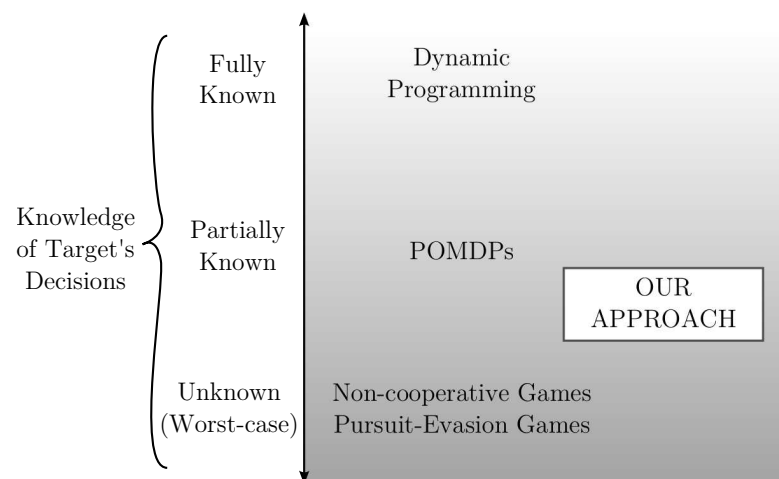 Fully
Known
Dynamic
Programming
Knowledge
of Target's
Decisions
Partially
Known
POMDPs
OUR
APPROACH
Unknown
(Worst-case)
Non-cooperative Games
Pursuit-Evasion Games